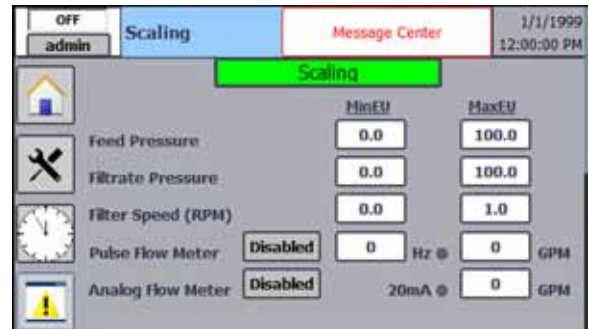 OFF
admin
Scaling
Message Center
1/1/1999
12:00:00 PM
Scaling
MinEU MaxEU
Feed Pressure 0.0 100.0
Filtrate Pressure 0.0 100.0
Filter Speed (RPM) 0.0 1.0
Pulse Flow Meter Disabled 0 Hz @ 0 GPM
Analog Flow Meter Disabled 20mA @ 0 GPM